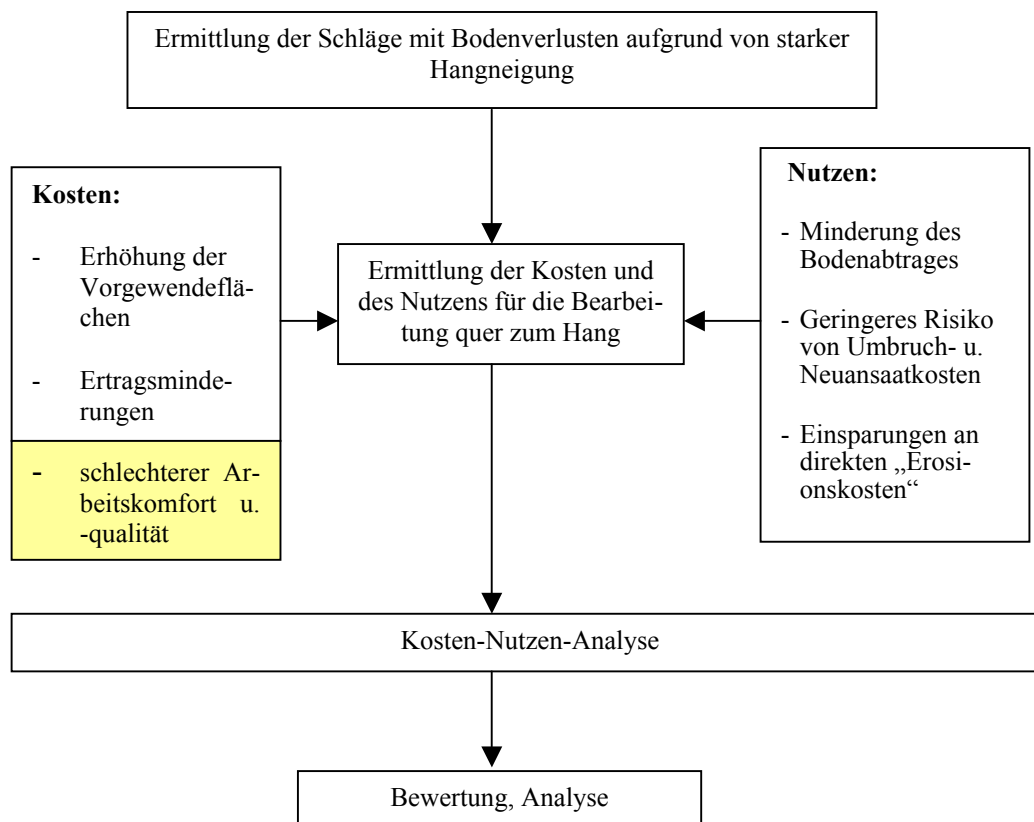 Ermittlung der Schläge mit Bodenverlusten aufgrund von starker
Hangneigung
Kosten:
- Erhöhung der
Vorgewendeflä-
chen
- Ertragsminde-
rungen
- schlechterer Ar-
beitskomfort u.
-qualität
Ermittlung der Kosten und
des Nutzens für die Bearbei-
tung quer zum Hang
Nutzen:
- Minderung des
Bodenabtrages
- Geringeres Risiko
von Umbruch- u.
Neuansaatkosten
- Einsparungen an
direkten „Erosi-
onskosten“
Kosten-Nutzen-Analyse
Bewertung, Analyse